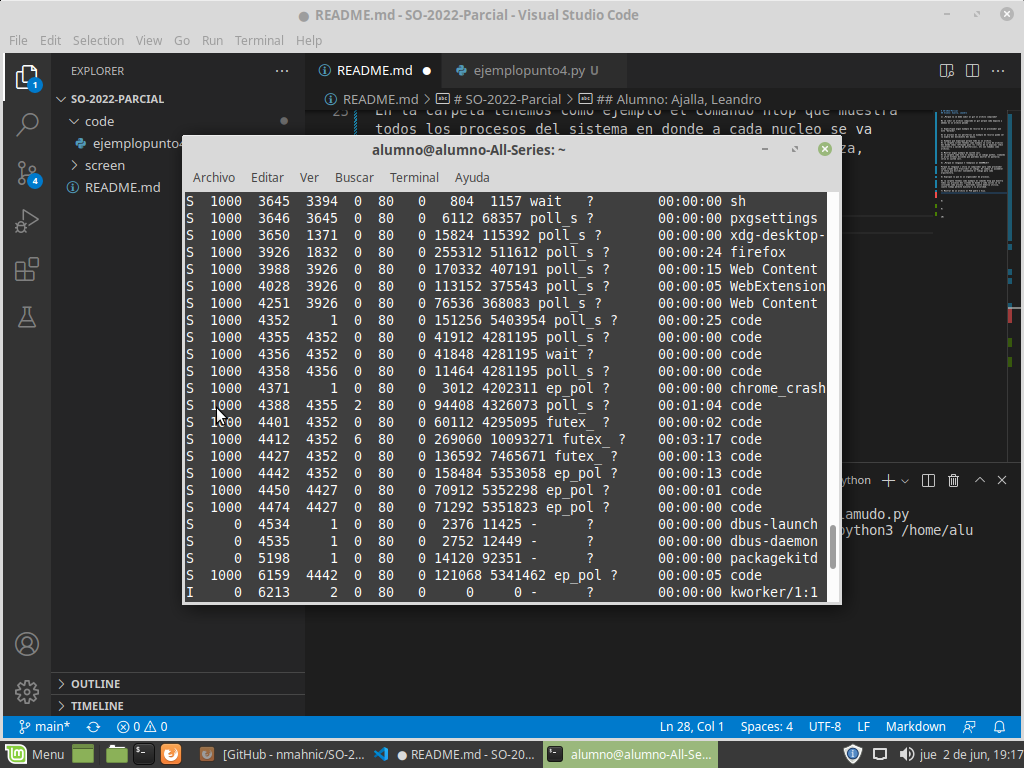 README.md - SO-2022-Parcial - Visual Studio Code
File Edit Selection View Go Run Terminal Help
EXPLORER
README.md
ejemplopunto4.py U
README.md > # SO-2022-Parcial > ## Alumno: Ajalla, Leandro
SO-2022-PARCIAL
code
ejemplopunto4
screen
README.md
En la carpeta tenemos como ejemplo el comando htop que muestra
todos los procesos del sistema en donde a cada nucleo se va
alumno@alumno-All-Series: ~
Archivo Editar Ver Buscar Terminal Ayuda
S 1000 3645 3394 0 80 0 804 1157 wait ? 00:00:00 sh
S 1000 3646 3645 0 80 0 6112 68357 poll_s ? 00:00:00 pxgsettings
S 1000 3650 1371 0 80 0 15824 115392 poll_s ? 00:00:00 xdg-desktop-
S 1000 3926 1832 0 80 0 255312 511612 poll_s ? 00:00:24 firefox
S 1000 3988 3926 0 80 0 170332 407191 poll_s ? 00:00:15 Web Content
S 1000 4028 3926 0 80 0 113152 375543 poll_s ? 00:00:05 WebExtension
S 1000 4251 3926 0 80 0 76536 368083 poll_s ? 00:00:00 Web Content
S 1000 4352 1 0 80 0 151256 5403954 poll_s ? 00:00:25 code
S 1000 4355 4352 0 80 0 41912 4281195 poll_s ? 00:00:00 code
S 1000 4356 4352 0 80 0 41848 4281195 wait ? 00:00:00 code
S 1000 4358 4356 0 80 0 11464 4281195 poll_s ? 00:00:00 code
S 1000 4371 1 0 80 0 3012 4202311 ep_pol ? 00:00:00 chrome_crash
S 1000 4388 4355 2 80 0 94408 4326073 poll_s ? 00:01:04 code
S 1000 4401 4352 0 80 0 60112 4295095 futex_ ? 00:00:02 code
S 1000 4412 4352 6 80 0 269060 10093271 futex_ ? 00:03:17 code
S 1000 4427 4352 0 80 0 136592 7465671 futex_ ? 00:00:13 code
S 1000 4442 4352 0 80 0 158484 5353058 ep_pol ? 00:00:13 code
S 1000 4450 4427 0 80 0 70912 5352298 ep_pol ? 00:00:01 code
S 1000 4474 4427 0 80 0 71292 5351823 ep_pol ? 00:00:00 code
S 0 4534 1 0 80 0 2376 11425 - ? 00:00:00 dbus-launch
S 0 4535 1 0 80 0 2752 12449 - ? 00:00:00 dbus-daemon
S 0 5198 1 0 80 0 14120 92351 - ? 00:00:00 packagekitd
S 1000 6159 4442 0 80 0 121068 5341462 ep_pol ? 00:00:05 code
I 0 6213 2 0 80 0 0 0 - ? 00:00:00 kworker/1:1
za,
ython
lamudo.py
python3 /home/alu
1
4
OUTLINE
TIMELINE
main* 0 0 Ln 28, Col 1 Spaces: 4 UTF-8 LF Markdown
Menu [GitHub - nmahnic/SO-2... ● README.md - SO-20... alumno@alumno-All-Se... jue 2 de jun, 19:17